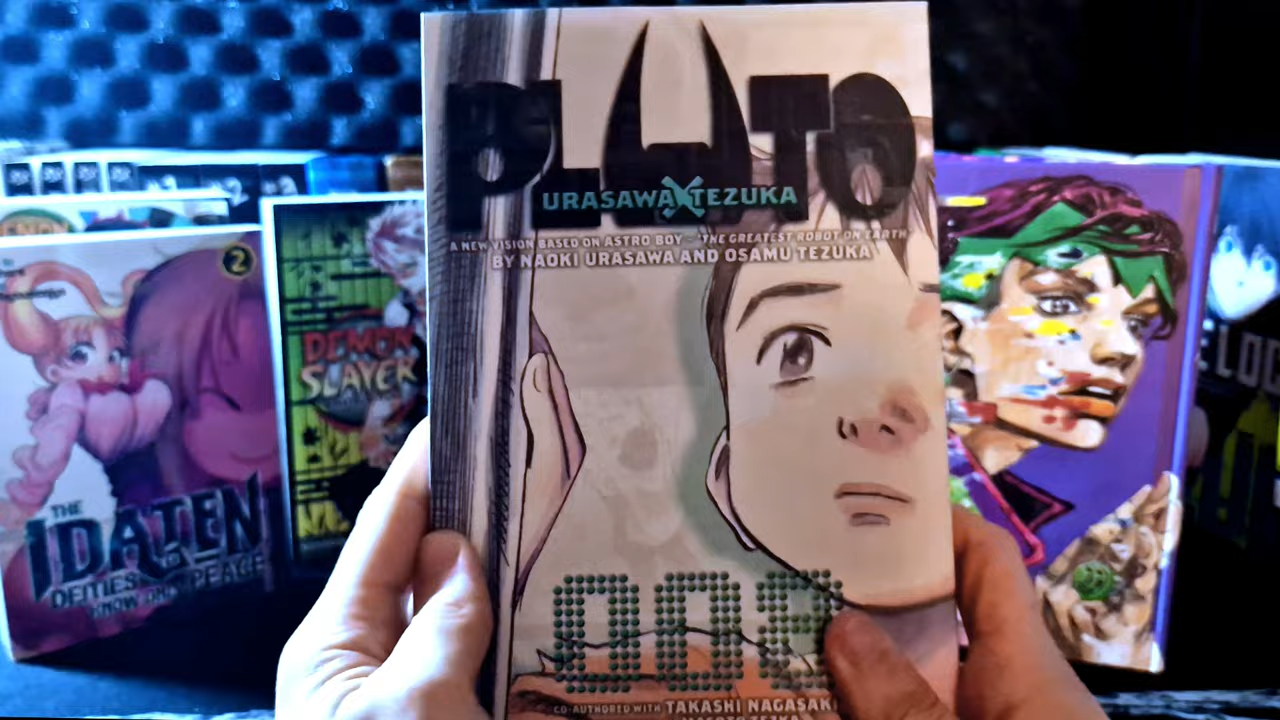 PLUTO
URASAWA X TEZUKA
A NEW VISION BASED ON ASTRO BOY - 'THE GREATEST ROBOT ON EARTH'
BY NAOKI URASAWA AND OSAMU TEZUKA
CO-AUTHORED WITH TAKASHI NAGASAKI
2
THE
IDATEN
DEITIES
KNOW ONLY PEACE
DEMON
SLAYER